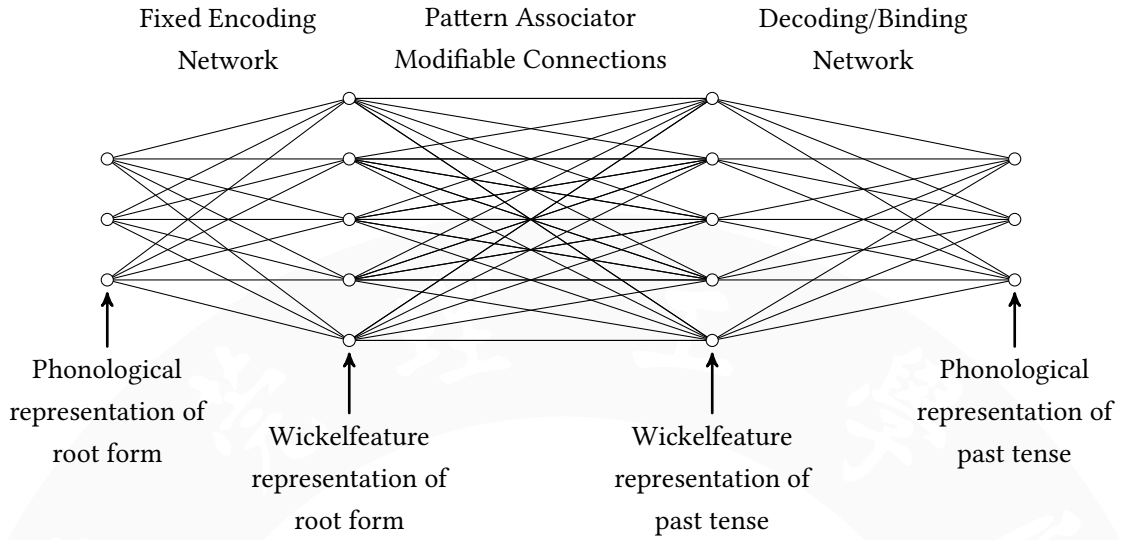 Fixed Encoding
Network
Pattern Associator
Modifiable Connections
Decoding/Binding
Network
Phonological
representation of
root form
Wickelfeature
representation of
root form
Wickelfeature
representation of
past tense
Phonological
representation of
past tense